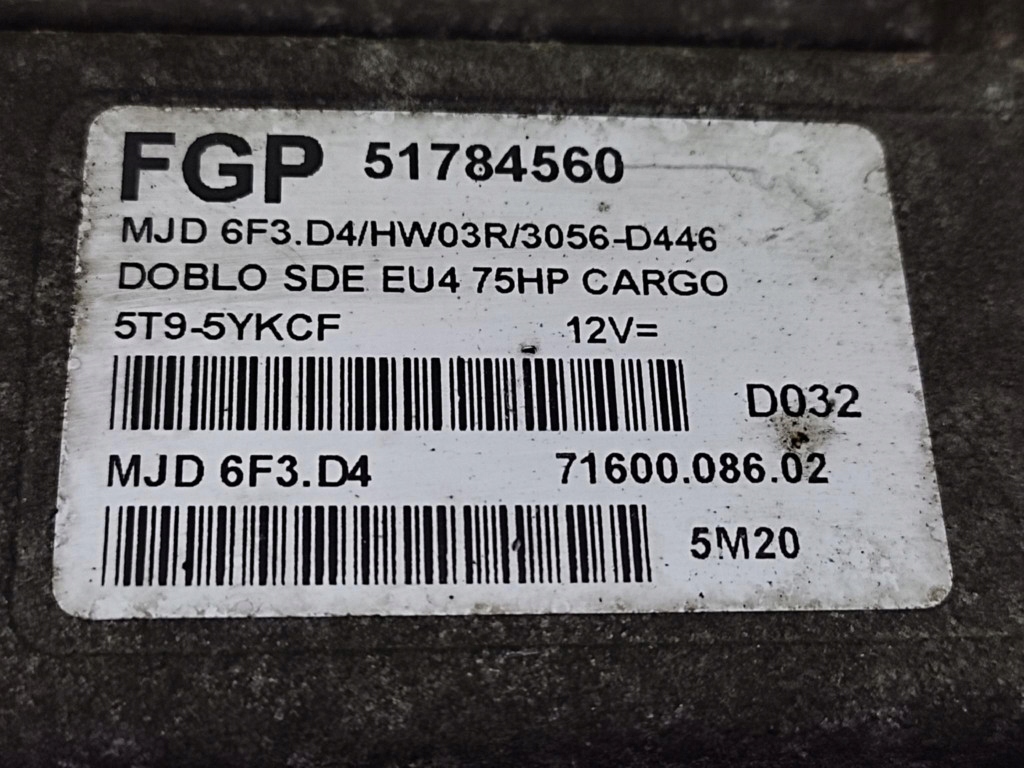 FGP 51784560
MJD 6F3.D4/HW03R/3056-D446
DOBLO SDE EU4 75HP CARGO
5T9-5YKCF 12V=
D032
MJD 6F3.D4 71600.086.02
5M20